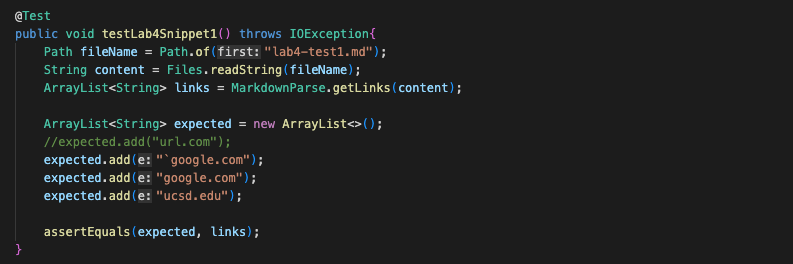 @Test
public void testLab4Snippet1() throws IOException{
    Path fileName = Path.of(first: "lab4-test1.md");
    String content = Files.readString(fileName);
    ArrayList<String> links = MarkdownParse.getLinks(content);

    ArrayList<String> expected = new ArrayList<>();
    //expected.add("url.com");
    expected.add(e: "`google.com");
    expected.add(e: "google.com");
    expected.add(e: "ucsd.edu");

    assertEquals(expected, links);
}